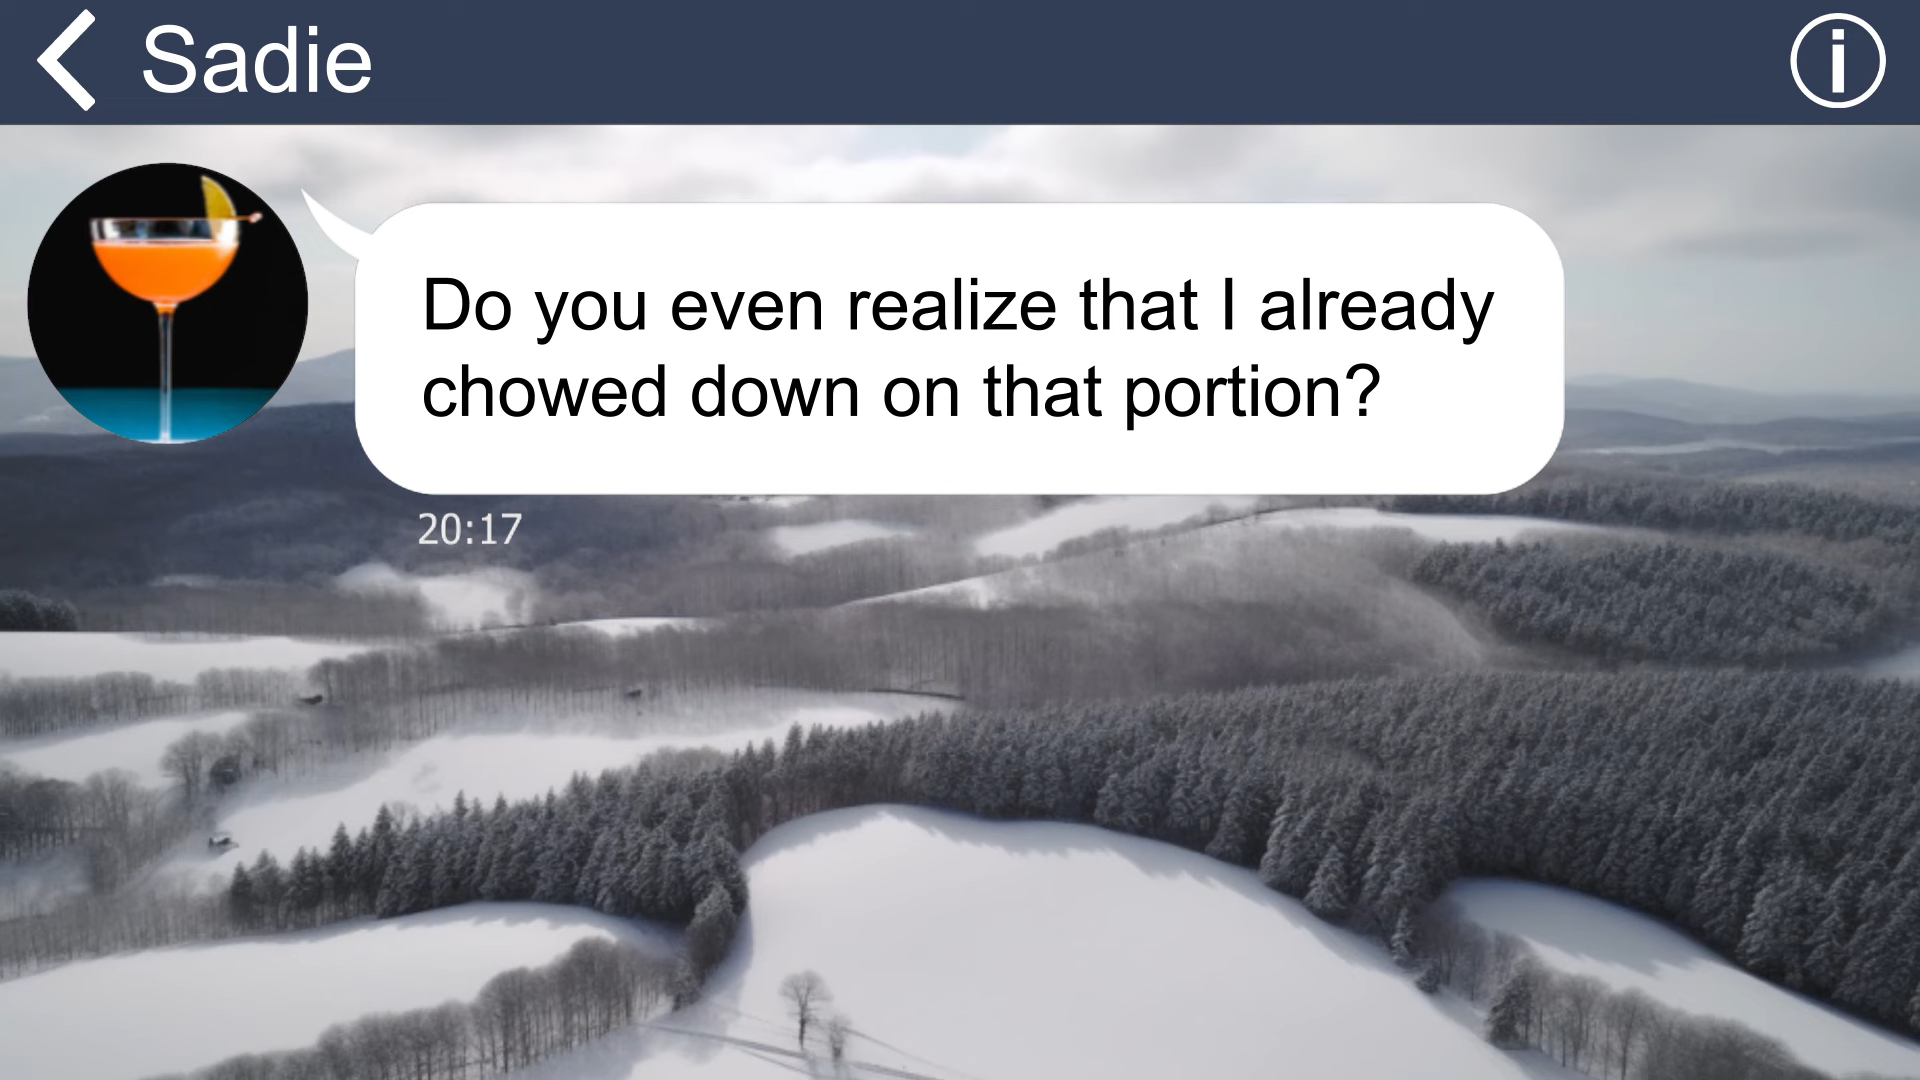 Sadie
Do you even realize that I already
chowed down on that portion?
20:17